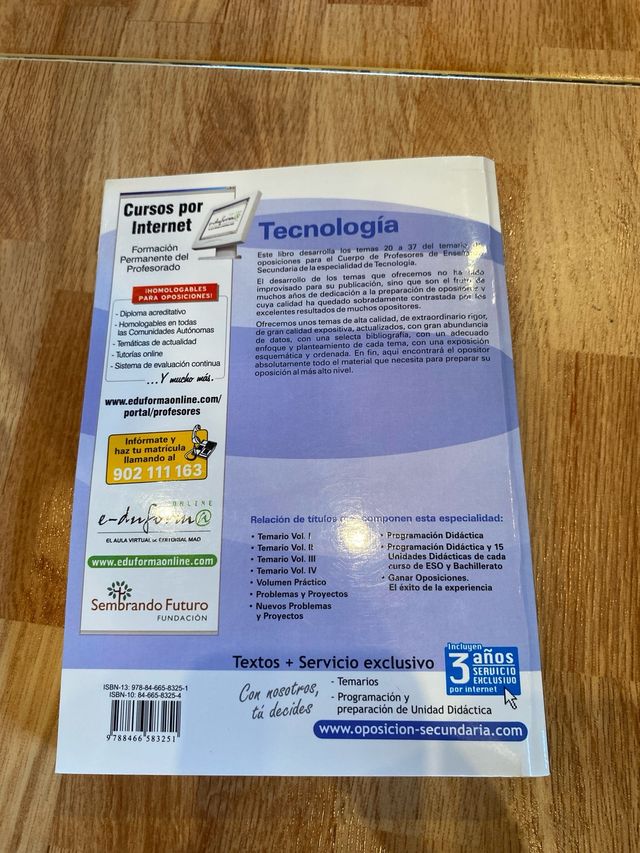 Cursos por
Internet
Formación
Permanente del
Profesorado
¡HOMOLOGABLES
PARA OPOSICIONES!
- Diploma acreditativo
- Homologables en todas
las Comunidades Autónomas
- Temáticas de actualidad
- Tutorías online
- Sistema de evaluación continua
...Y mucho más.
www.eduformaonline.com/
portal/profesores
Infórmate y
haz tu matrícula
llamando al
902 111 163
ONLINE
e-duform@
EL AULA VIRTUAL DE EDITORIAL MAD
www.eduformaonline.com
Sembrando Futuro
FUNDACIÓN
Tecnología
Este libro desarrolla los temas 20 a 37 del temario de
oposiciones para el Cuerpo de Profesores de Enseñanza
Secundaria de la especialidad de Tecnología.
El desarrollo de los temas que ofrecemos no ha sido
improvisado para su publicación, sino que son el fruto de
muchos años de dedicación a la preparación de opositores y
cuya calidad ha quedado sobradamente contrastada por los
excelentes resultados de muchos opositores.
Ofrecemos unos temas de alta calidad, de extraordinario rigor,
de gran calidad expositiva, actualizados, con gran abundancia
de datos, con una selecta bibliografía, con un adecuado
enfoque y planteamiento de cada tema, con una exposición
esquemática y ordenada. En fin, aquí encontrará el opositor
absolutamente todo el material que necesita para preparar su
oposición al más alto nivel.
Relación de títulos que componen esta especialidad:
• Temario Vol. I
• Temario Vol. II
• Temario Vol. III
• Temario Vol. IV
• Volumen Práctico
• Problemas y Proyectos
• Nuevos Problemas
y Proyectos
• Programación Didáctica
• Programación Didáctica y 15
Unidades Didácticas de cada
curso de ESO y Bachillerato
• Ganar Oposiciones.
El éxito de la experiencia
Textos + Servicio exclusivo
Incluyen
3 años
SERVICIO
EXCLUSIVO
por internet
Con nosotros,
tú decides
- Temarios
- Programación y
preparación de Unidad Didáctica
www.oposicion-secundaria.com
ISBN-13: 978-84-665-8325-1
ISBN-10: 84-665-8325-4
9 788466 583251